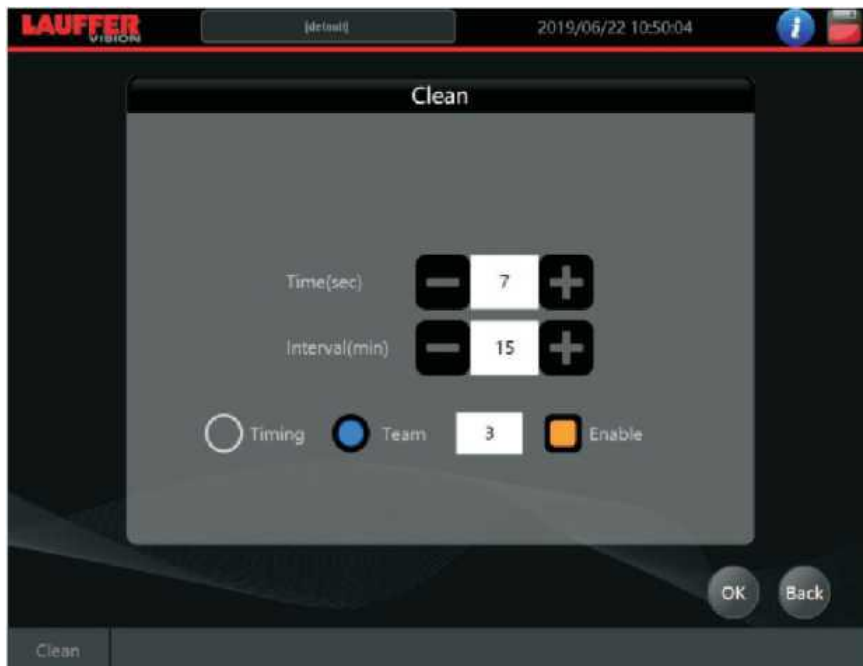 LAUFFER
VISION
[default]
2019/06/22 10:50:04
i
Clean
Time(sec) 7
Interval(min) 15
Timing Team 3 Enable
OK Back
Clean